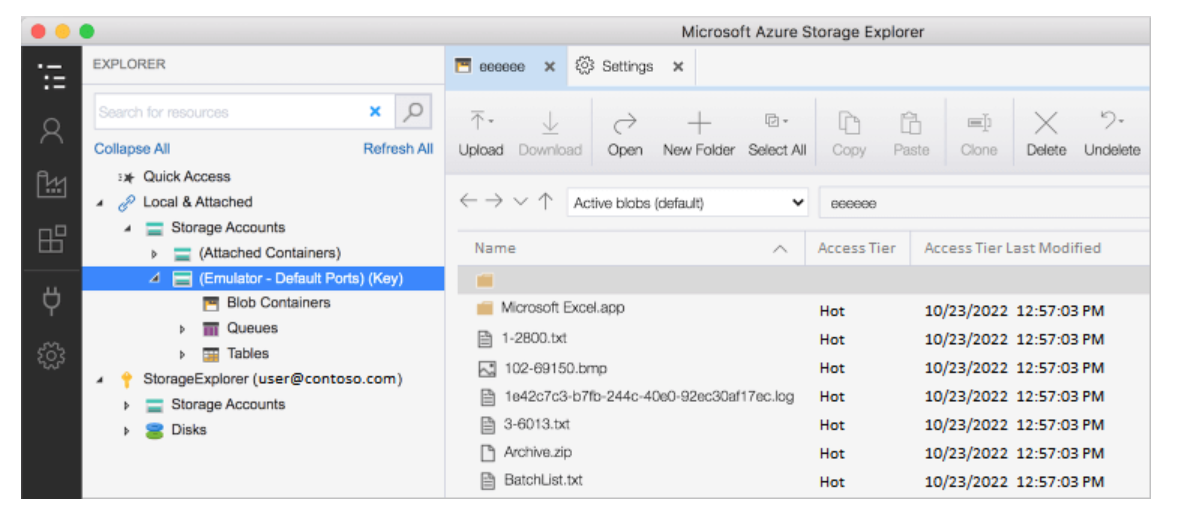 Microsoft Azure Storage Explorer
EXPLORER
eeeeee
Settings
Search for resources
Collapse All Refresh All
Quick Access
Local & Attached
Storage Accounts
(Attached Containers)
(Emulator - Default Ports) (Key)
Blob Containers
Queues
Tables
StorageExplorer (user@contoso.com)
Storage Accounts
Disks
Upload Download Open New Folder Select All Copy Paste Clone Delete Undelete
Active blobs (default) eeeeee
Name Access Tier Access Tier Last Modified
Microsoft Excel.app Hot 10/23/2022 12:57:03 PM
1-2800.txt Hot 10/23/2022 12:57:03 PM
102-69150.bmp Hot 10/23/2022 12:57:03 PM
1e42c7c3-b7fb-244c-40e0-92ec30af17ec.log Hot 10/23/2022 12:57:03 PM
3-6013.txt Hot 10/23/2022 12:57:03 PM
Archive.zip Hot 10/23/2022 12:57:03 PM
BatchList.txt Hot 10/23/2022 12:57:03 PM